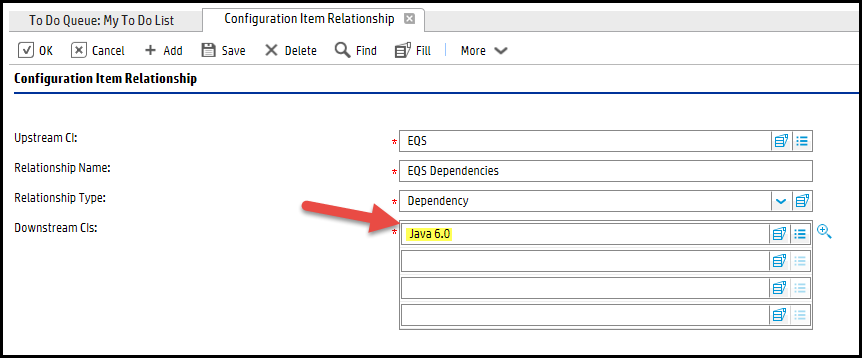 To Do Queue: My To Do List
Configuration Item Relationship
OK Cancel Add Save Delete Find Fill More
Configuration Item Relationship
Upstream CI: * EQS
Relationship Name: * EQS Dependencies
Relationship Type: * Dependency
Downstream CIs: * Java 6.0